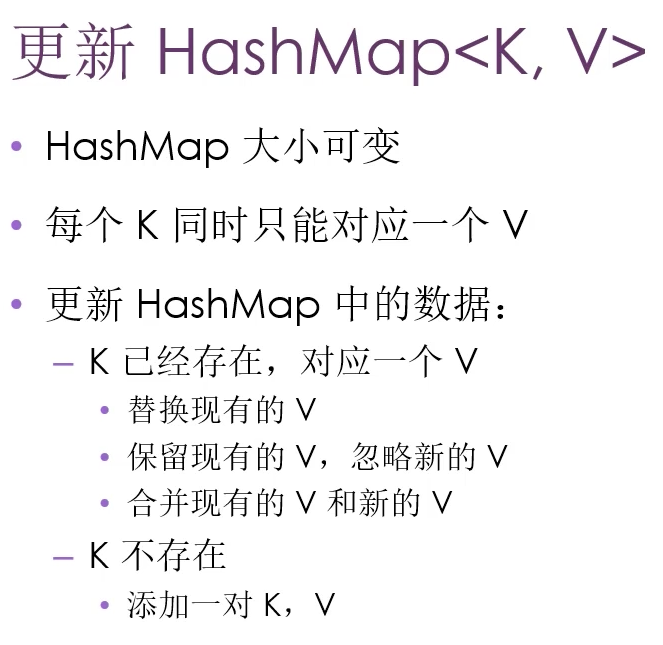 更新 HashMap<K, V>
• HashMap 大小可变
• 每个 K 同时只能对应一个 V
• 更新 HashMap 中的数据：
– K 已经存在，对应一个 V
• 替换现有的 V
• 保留现有的 V，忽略新的 V
• 合并现有的 V 和新的 V
– K 不存在
• 添加一对 K，V